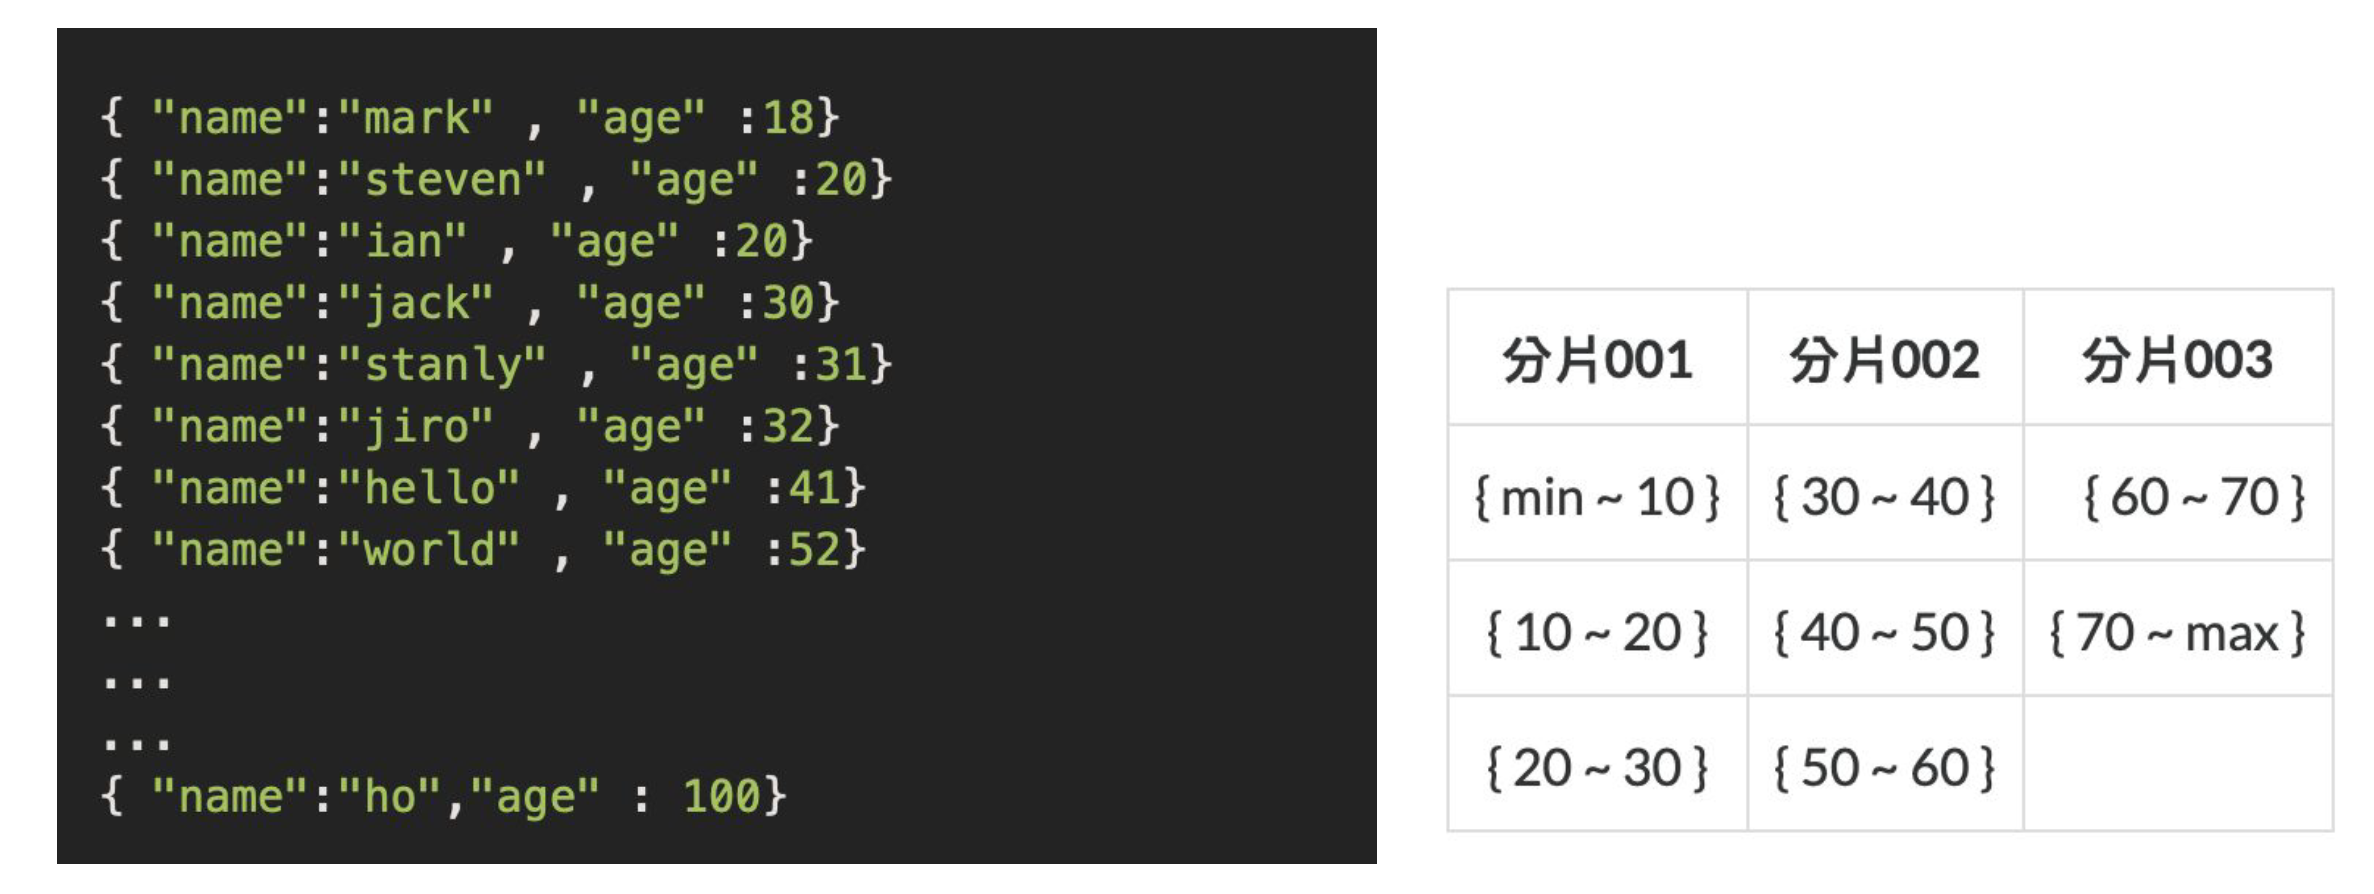 { "name":"mark" , "age" :18}
{ "name":"steven" , "age" :20}
{ "name":"ian" , "age" :20}
{ "name":"jack" , "age" :30}
{ "name":"stanly" , "age" :31}
{ "name":"jiro" , "age" :32}
{ "name":"hello" , "age" :41}
{ "name":"world" , "age" :52}
...
...
...
{ "name":"ho","age" : 100}
分片001 分片002 分片003
{ min ~ 10 } { 30 ~ 40 } { 60 ~ 70 }
{ 10 ~ 20 } { 40 ~ 50 } { 70 ~ max }
{ 20 ~ 30 } { 50 ~ 60 }